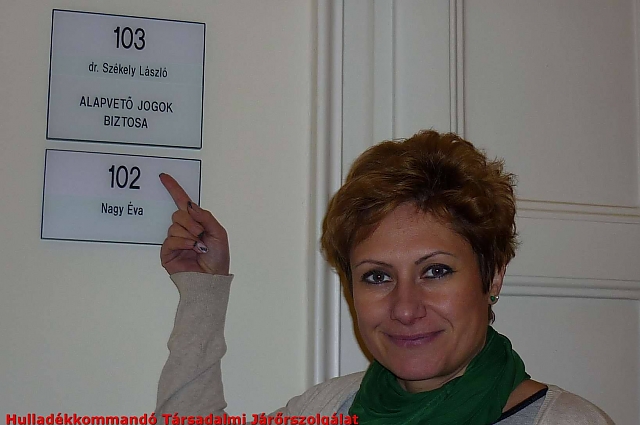 103
dr. Székely László
ALAPVETŐ JOGOK
BIZTOSA
102
Nagy Éva
Hulladékkommandó Társadalmi Járőrszolgálat